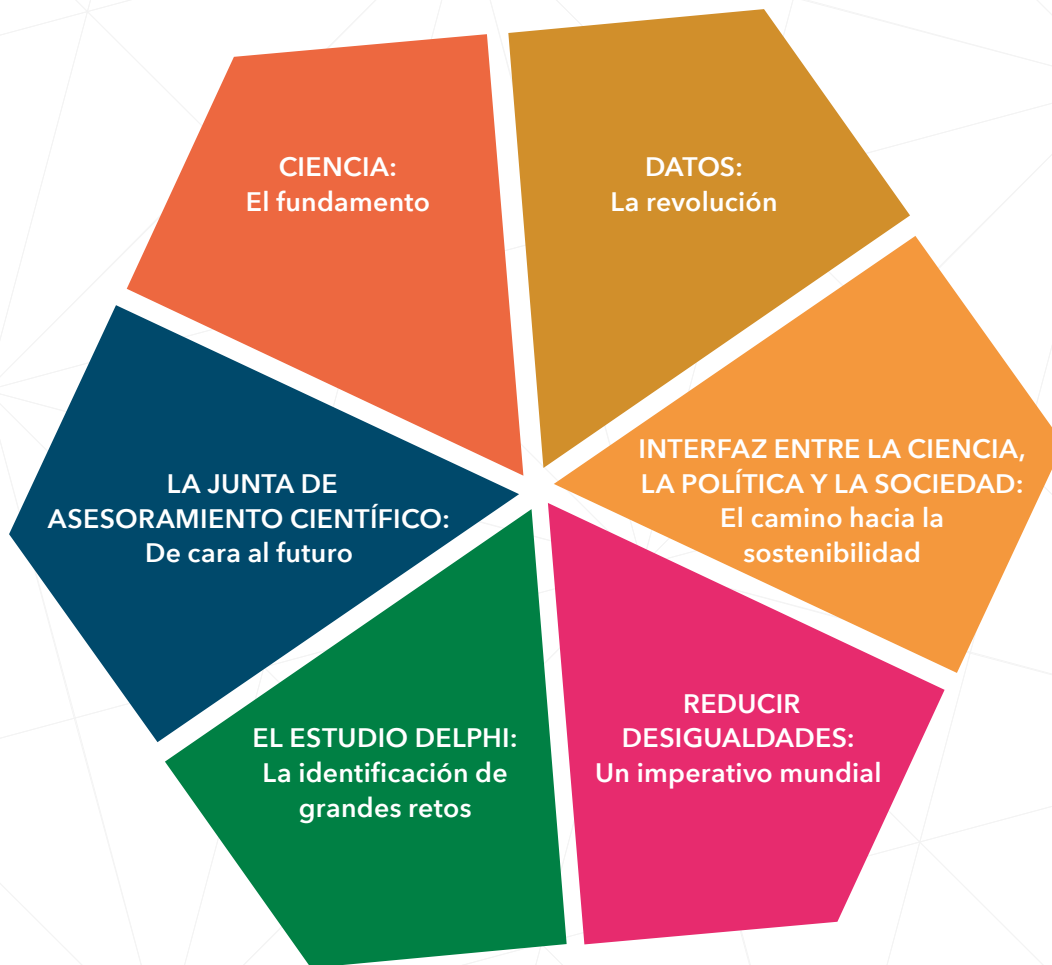 CIENCIA:
El fundamento
DATOS:
La revolución
INTERFAZ ENTRE LA CIENCIA,
LA POLÍTICA Y LA SOCIEDAD:
El camino hacia la
sostenibilidad
REDUCIR
DESIGUALDADES:
Un imperativo mundial
EL ESTUDIO DELPHI:
La identificación de
grandes retos
LA JUNTA DE
ASESORAMIENTO CIENTÍFICO:
De cara al futuro